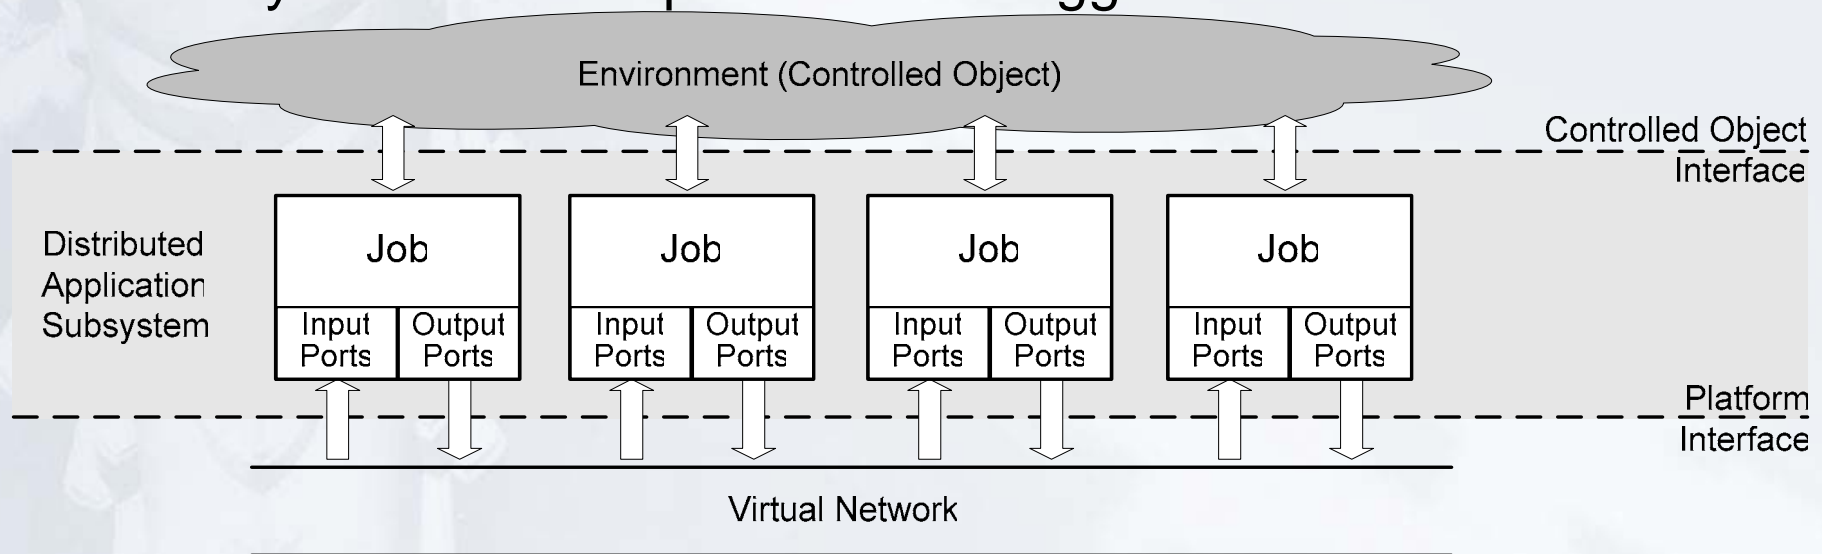 Environment (Controlled Object)
Controlled Object
Interface
Distributed
Application
Subsystem
Job
Input
Ports
Output
Ports
Job
Input
Ports
Output
Ports
Job
Input
Ports
Output
Ports
Job
Input
Ports
Output
Ports
Platform
Interface
Virtual Network